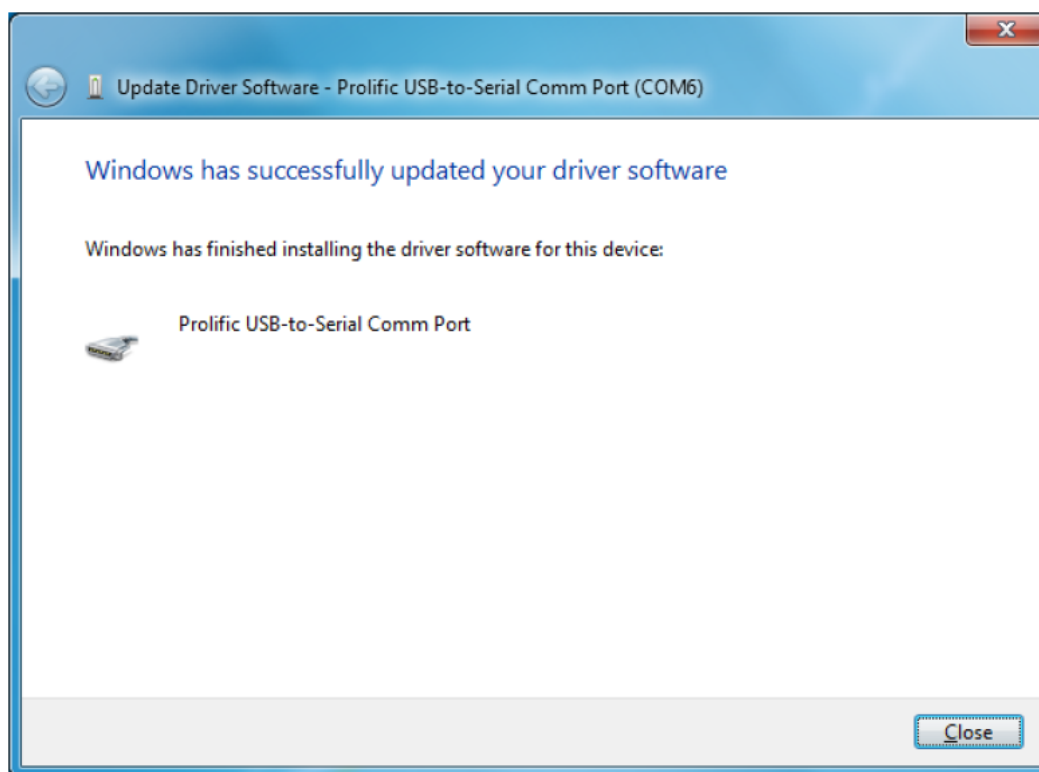 Update Driver Software - Prolific USB-to-Serial Comm Port (COM6)
Windows has successfully updated your driver software
Windows has finished installing the driver software for this device:
Prolific USB-to-Serial Comm Port
Close